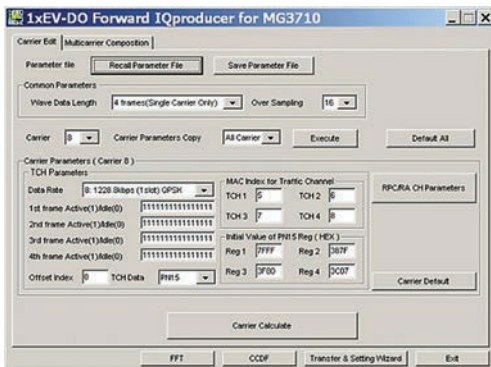 1xEV-DO Forward IQproducer for MG3710
Carrier Edit Multicarrier Compostion
Parameter file Recall Parameter File Save Parameter File
Common Parameters
Wave Data Length 4 frames(Single Carrier Only) Over Sampling 16
Carrier 8 Carrier Parameters Copy All Carrier Execute Default All
Carrier Parameters ( Carrier 8 )
TCH Parameters
Data Rate 8: 1228.8kbps (1slot) QPSK
1st frame Active(1)/Idle(0) 1111111111111111
2nd frame Active(1)/Idle(0) 1111111111111111
3rd frame Active(1)/Idle(0) 1111111111111111
4th frame Active(1)/Idle(0) 1111111111111111
Offset Index 0 TCH Data PN15
MAC Index for Traffic Channel
TCH 1 5 TCH 2 6
TCH 3 7 TCH 4 8
Initial Value of PN15 Reg ( HEX )
Reg 1 7FFF Reg 2 387F
Reg 3 3F80 Reg 4 3C07
RPC/RA CH Parameters
Carrier Default
Carrier Calculate
FFT CCDF Transfer & Setting Wizard Exit